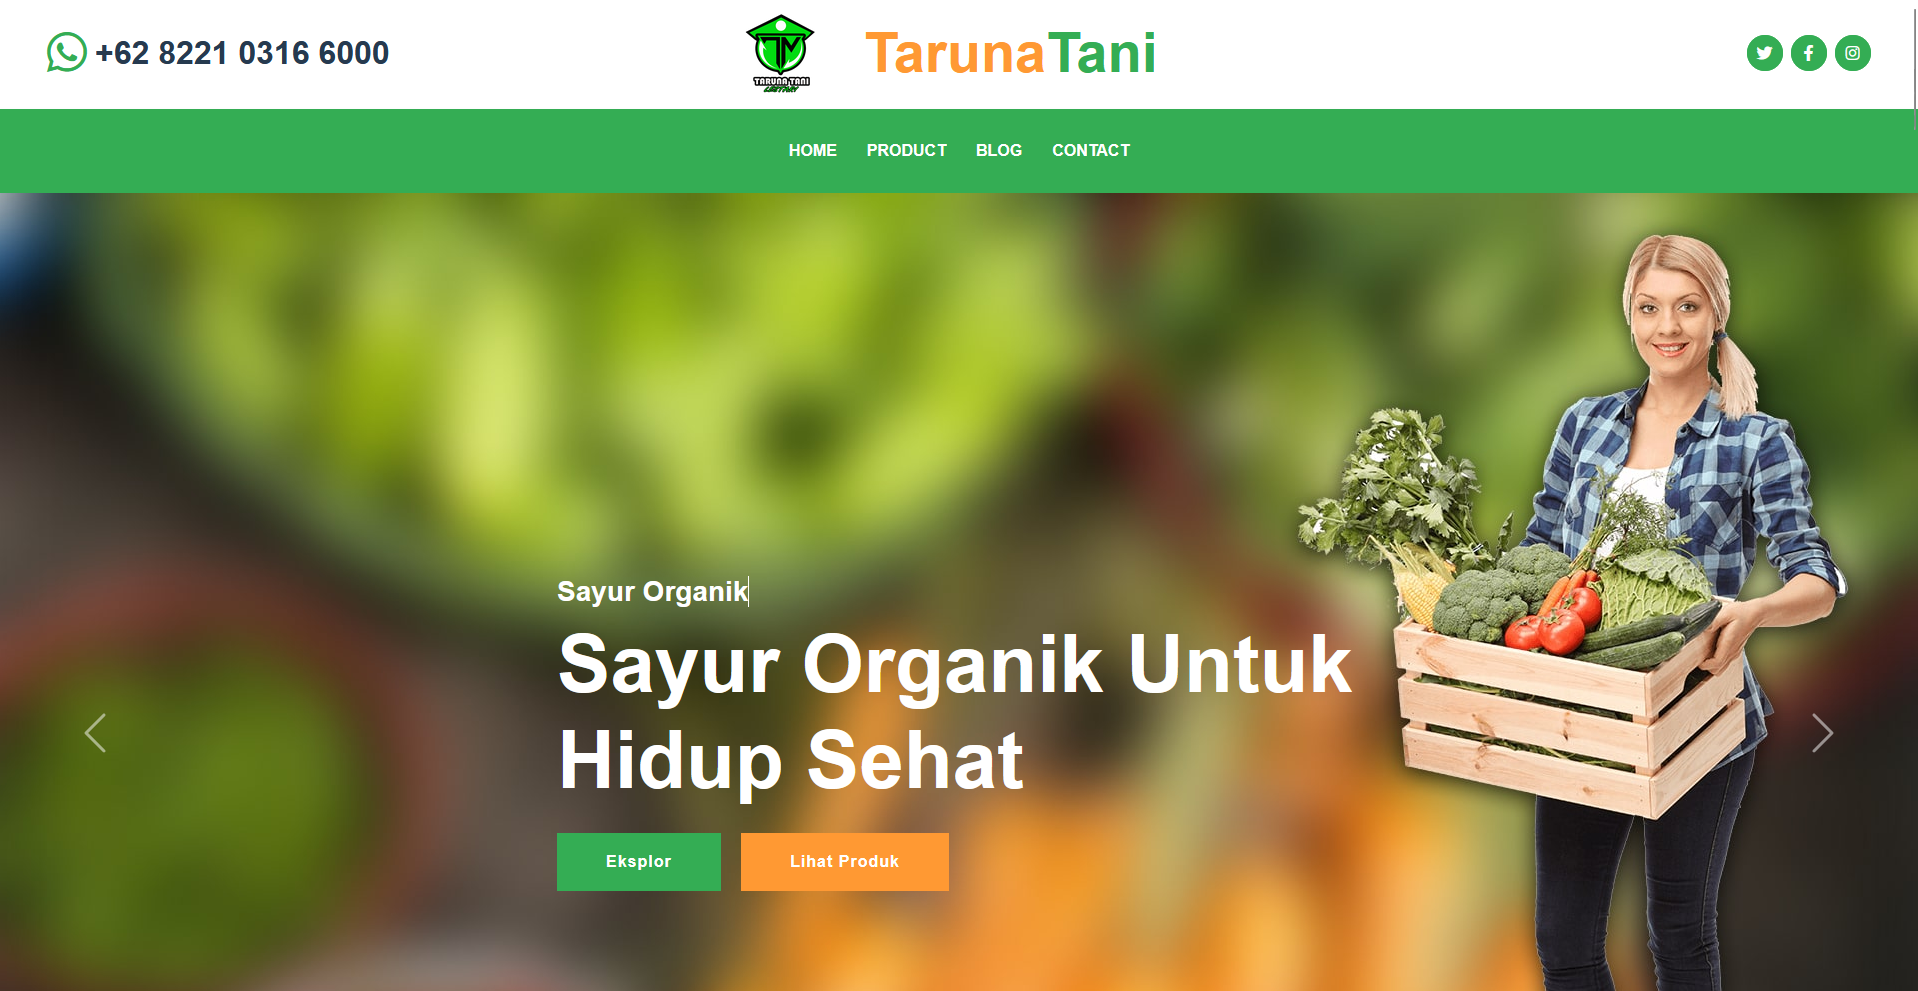 +62 8221 0316 6000
TARUNA TANI
TarunaTani
HOME PRODUCT BLOG CONTACT
Sayur Organik
Sayur Organik Untuk
Hidup Sehat
Eksplor
Lihat Produk